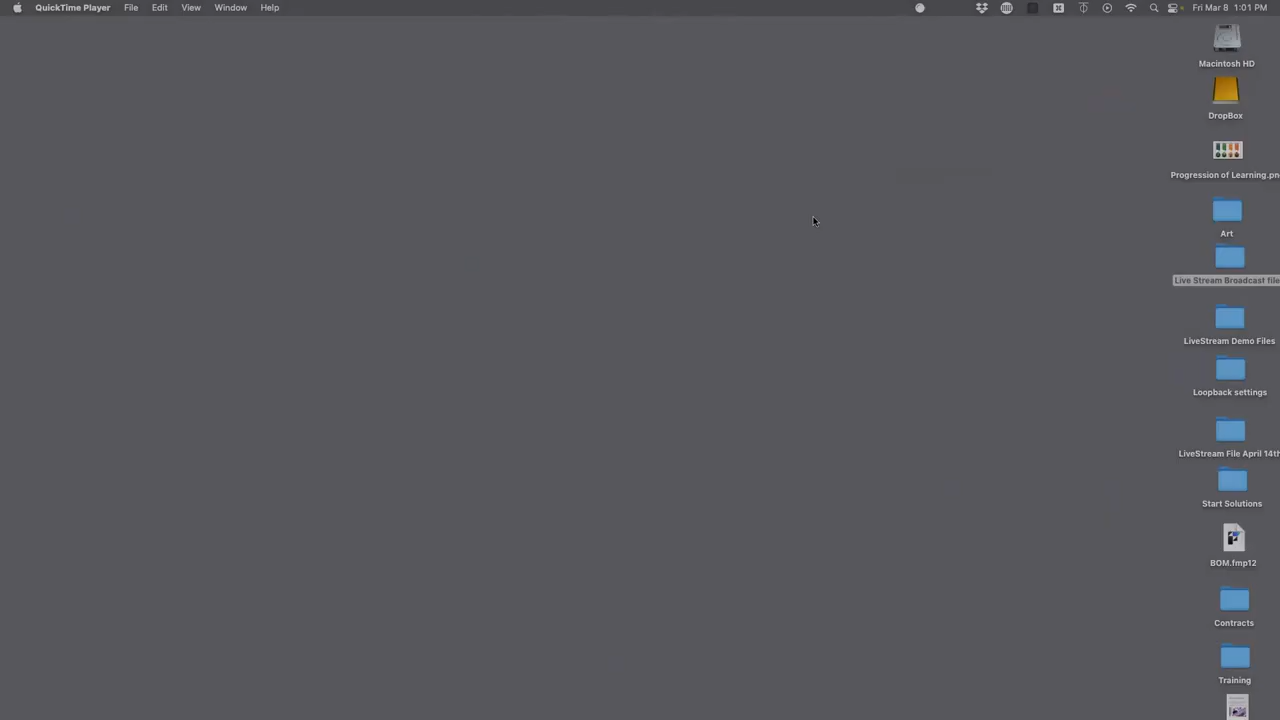 QuickTime Player File Edit View Window Help Fri Mar 8 1:01 PM
Macintosh HD
DropBox
Progression of Learning.pn
Art
Live Stream Broadcast file
LiveStream Demo Files
Loopback settings
LiveStream File April 14th
Start Solutions
BOM.fmp12
Contracts
Training